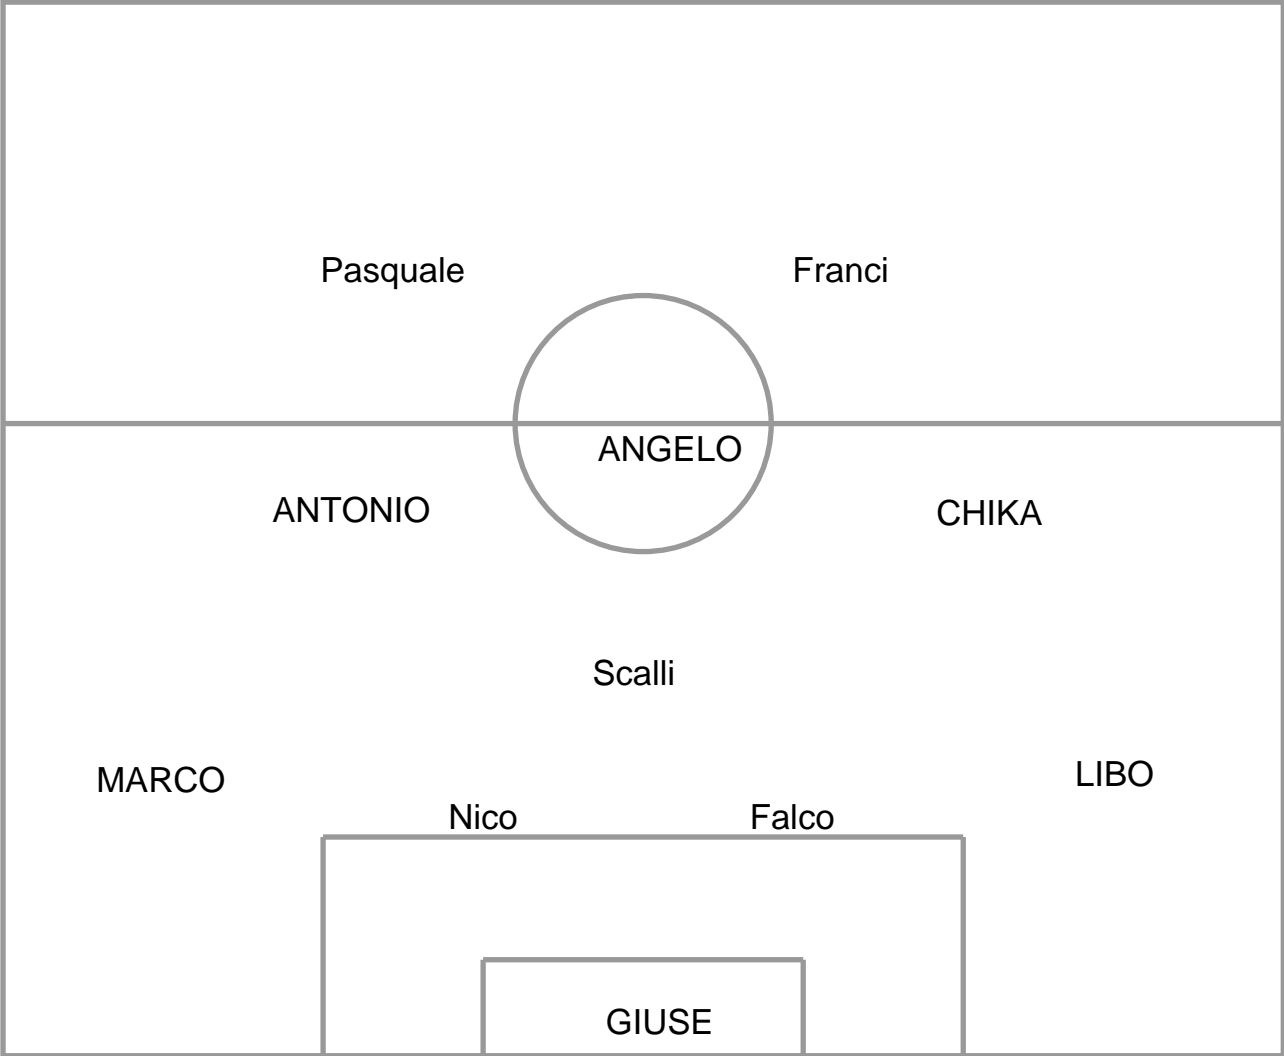 Pasquale
Franci
ANGELO
ANTONIO
CHIKA
Scalli
MARCO
LIBO
Nico
Falco
GIUSE